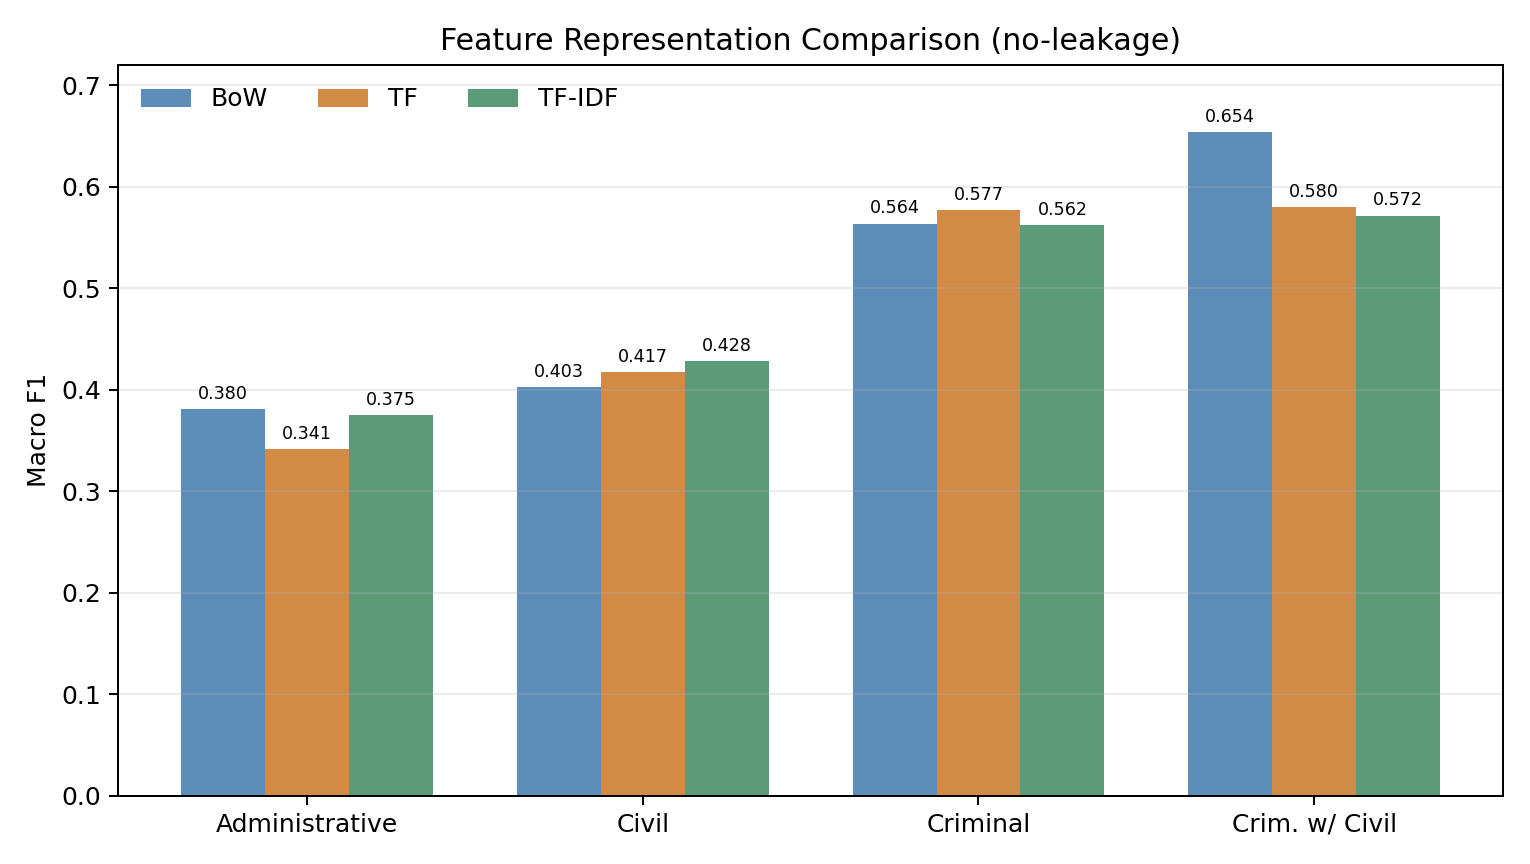 Feature Representation Comparison (no-leakage)
BoW TF TF-IDF
Macro F1
0.7
0.6
0.5
0.4
0.3
0.2
0.1
0.0
0.380 0.341 0.375
0.403 0.417 0.428
0.564 0.577 0.562
0.654 0.580 0.572
Administrative Civil Criminal Crim. w/ Civil